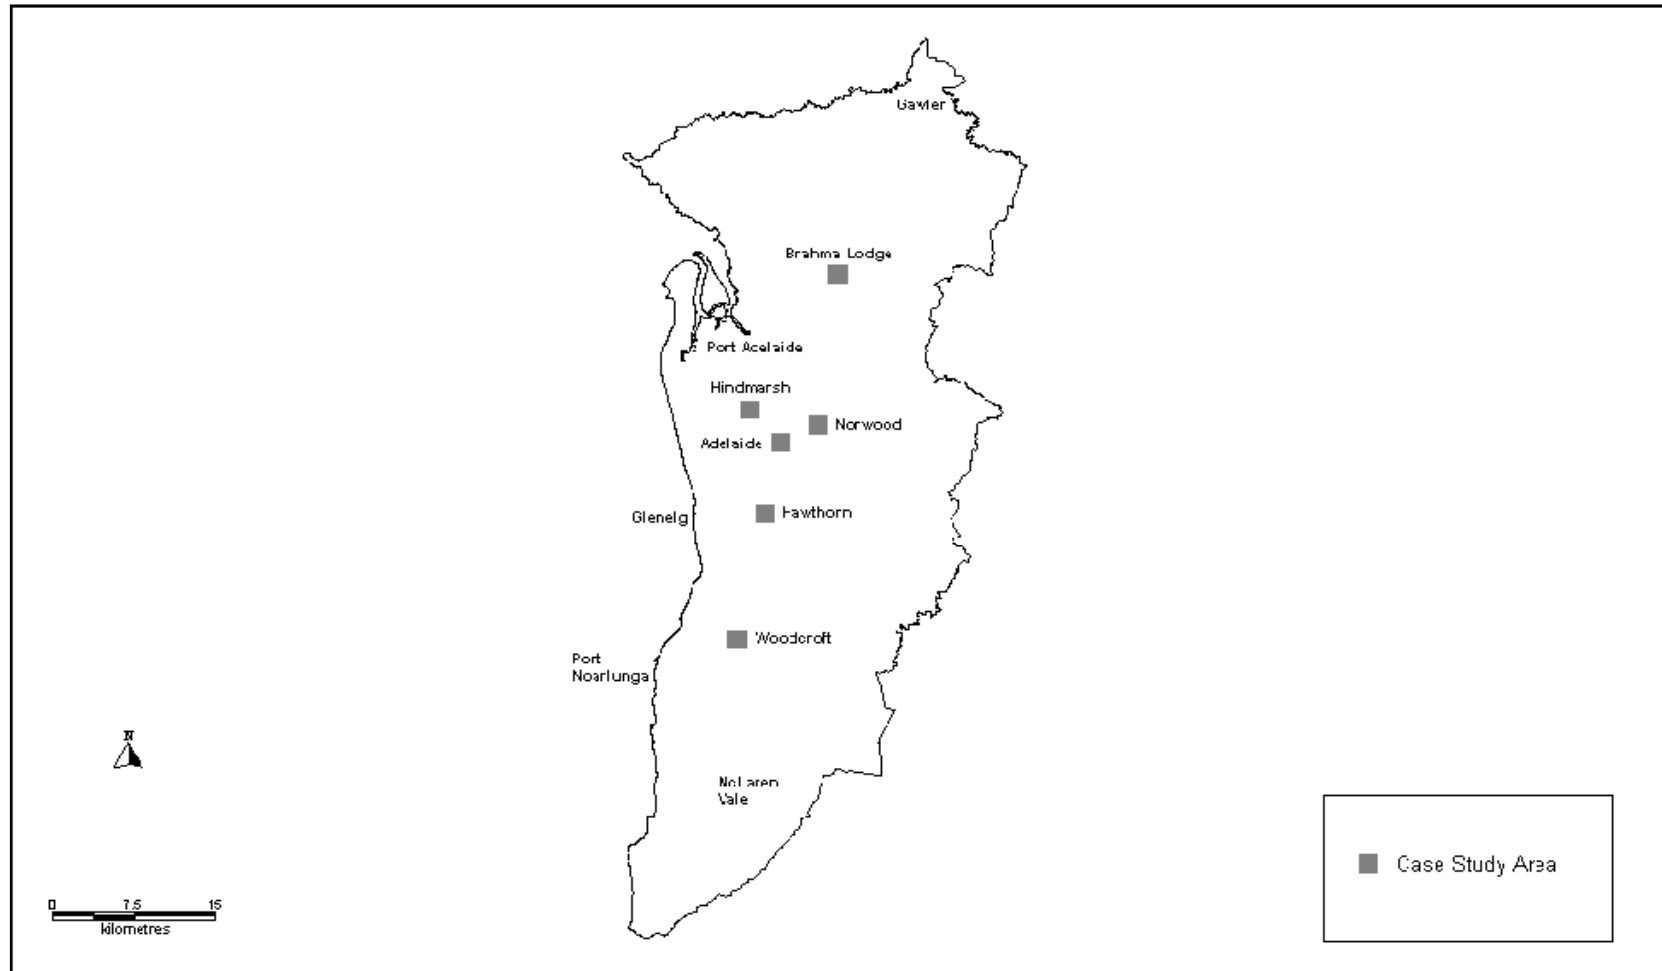 Gawler
Brahma Lodge
Port Adelaide
Hindmarsh
Norwood
Adelaide
Hawthorn
Glenelg
Woodcroft
Port
Noarlunga
N
McLaren
Vale
Case Study Area
0 7.5 15
kilometres